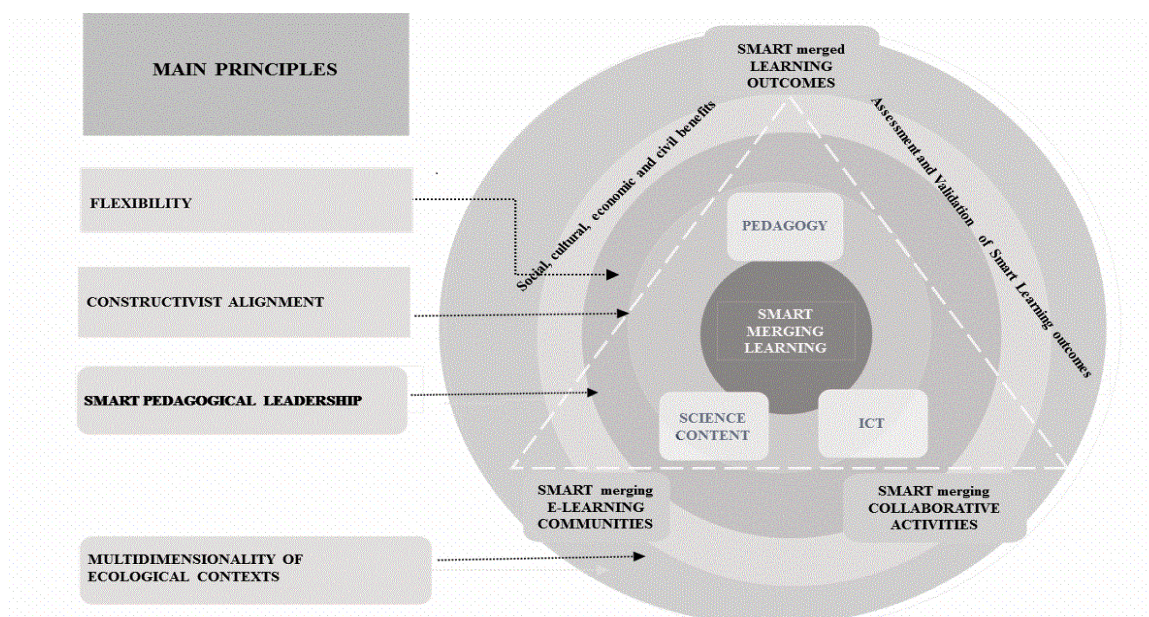 MAIN PRINCIPLES
FLEXIBILITY
CONSTRUCTIVIST ALIGNMENT
SMART PEDAGOGICAL LEADERSHIP
MULTIDIMENSIONALITY OF
ECOLOGICAL CONTEXTS
SMART merged
LEARNING
OUTCOMES
Social, cultural, economic and civil benefits
Assessment and Validation of Smart Learning outcomes
PEDAGOGY
SMART
MERGING
LEARNING
SCIENCE
CONTENT
ICT
SMART merging
E-LEARNING
COMMUNITIES
SMART merging
COLLABORATIVE
ACTIVITIES